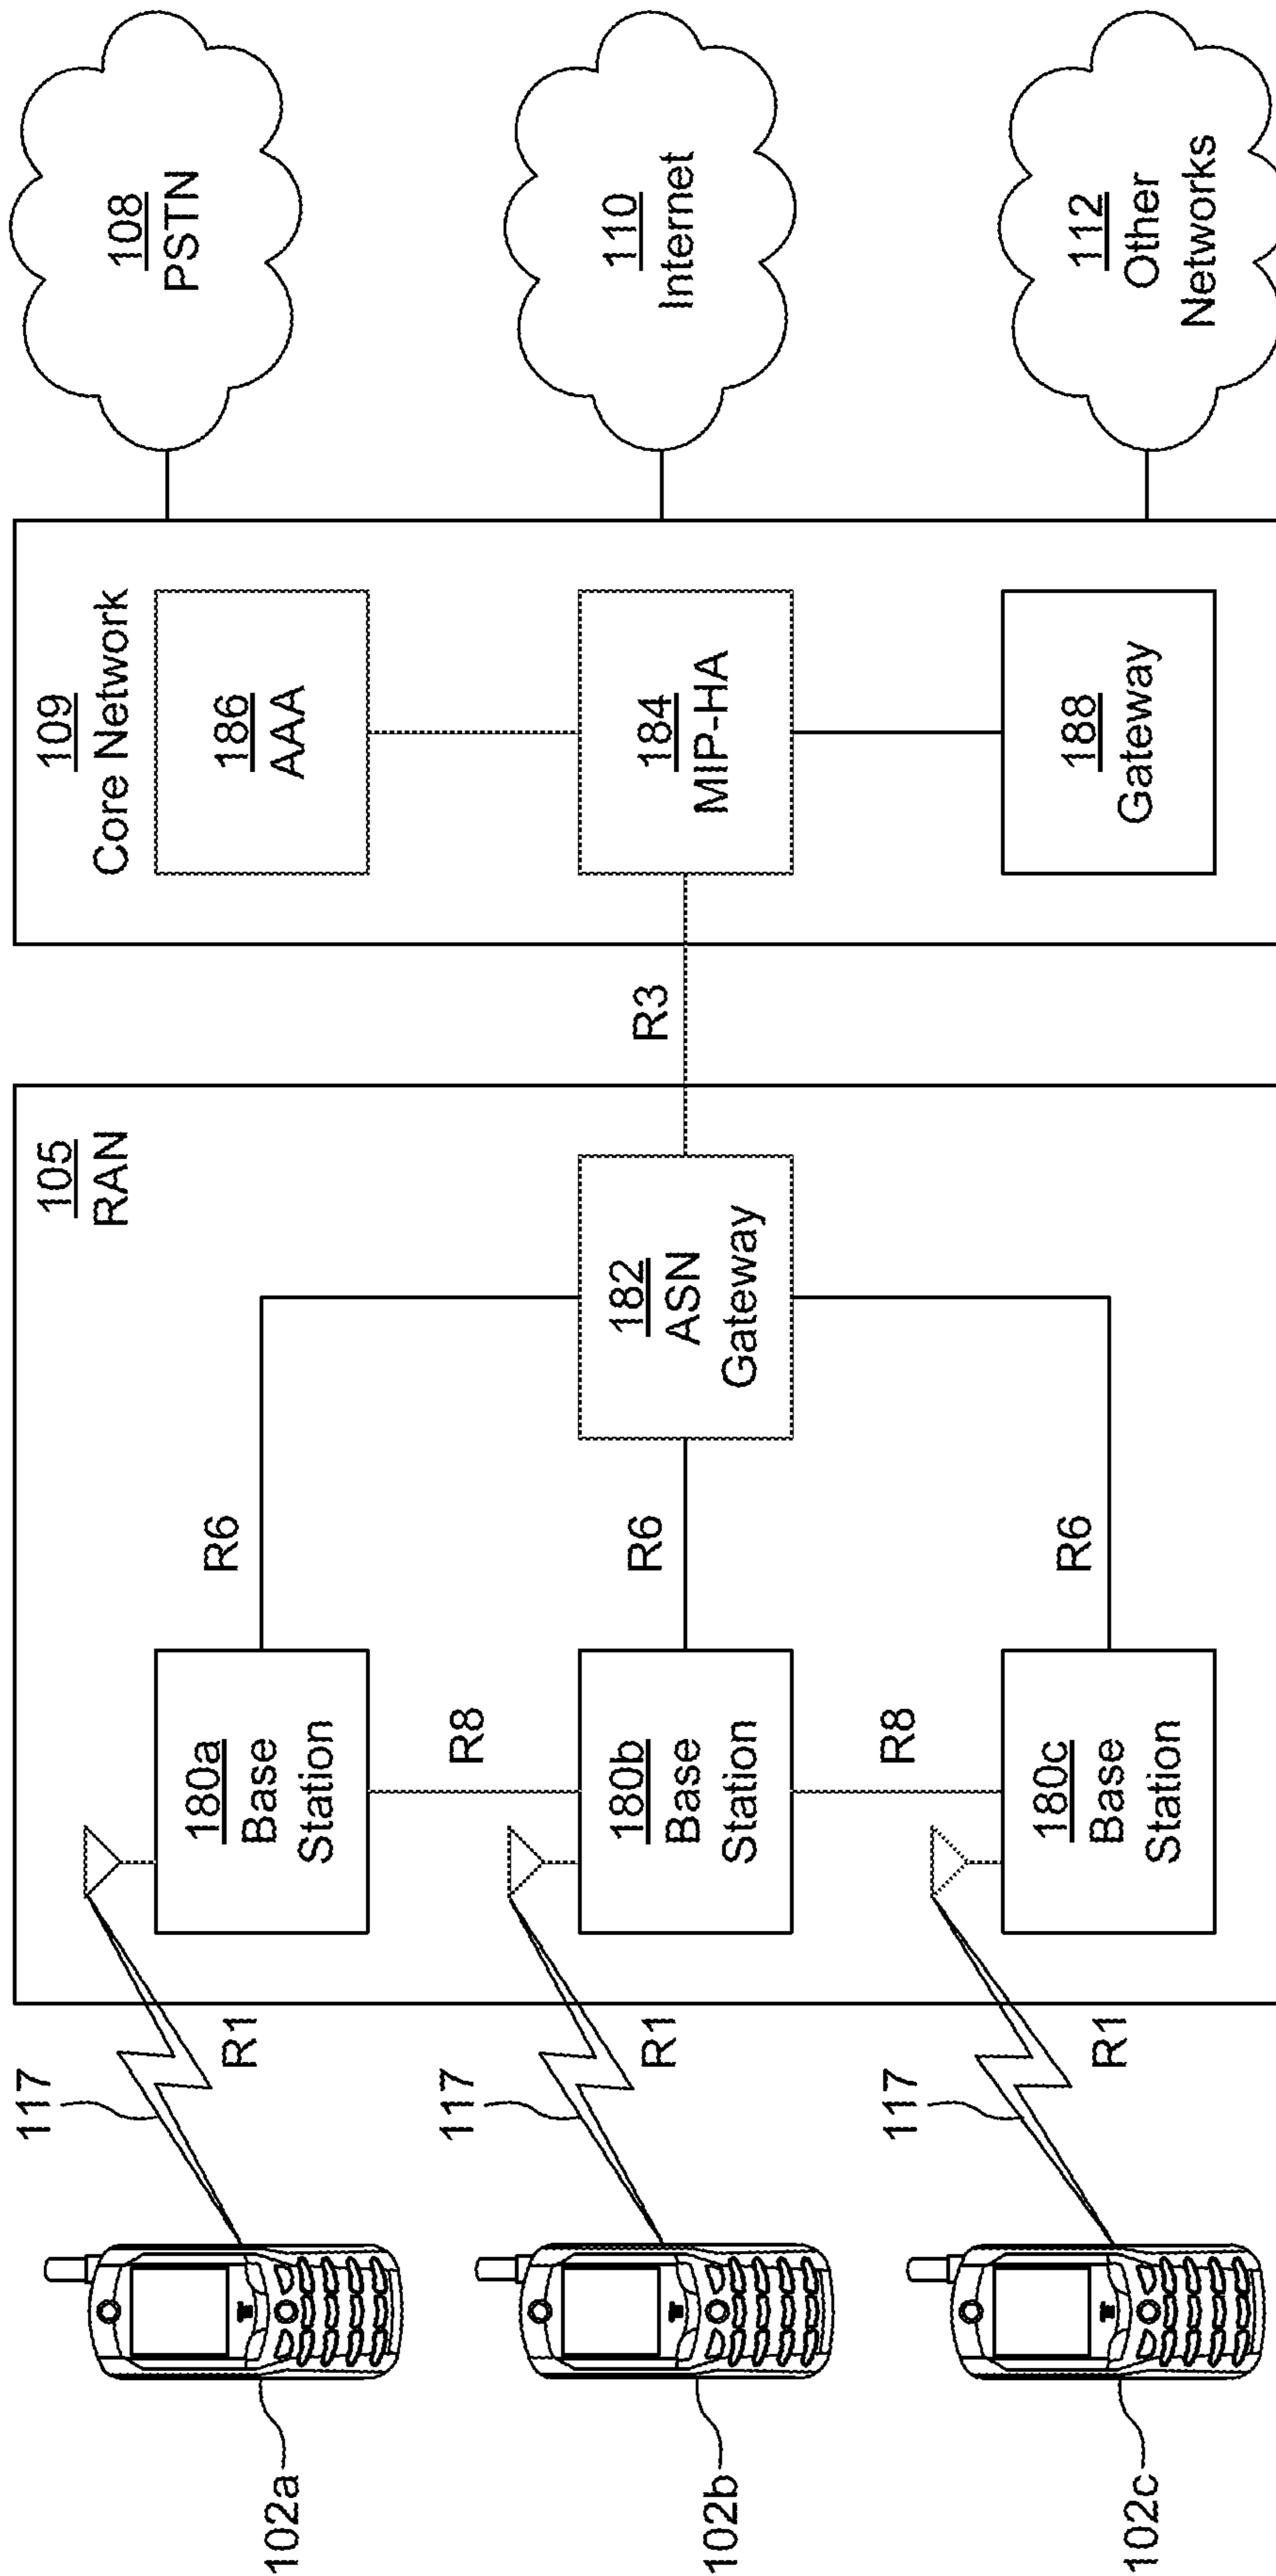 102a
102b
102c
117
R1
117
R1
117
R1
105
RAN
180a
Base
Station
R8
180b
Base
Station
R8
180c
Base
Station
R6
R6
R6
182
ASN
Gateway
R3
109
Core Network
186
AAA
184
MIP-HA
188
Gateway
108
PSTN
110
Internet
112
Other
Networks